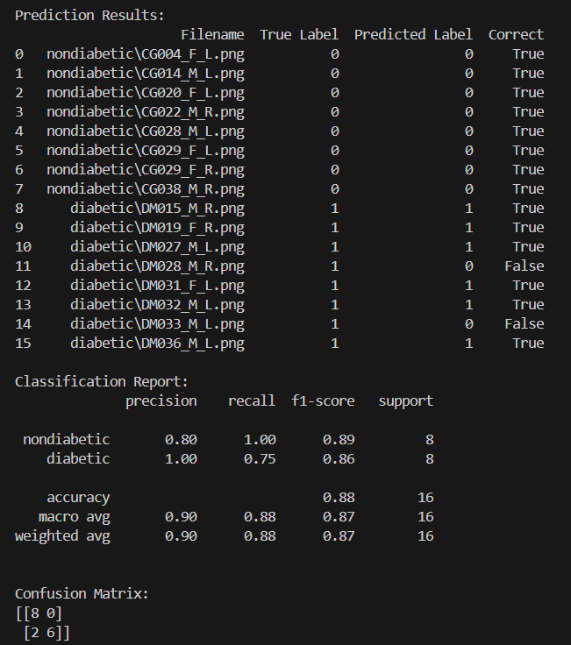 Prediction Results:
Filename True Label Predicted Label Correct
0 nondiabetic\CG004_F_L.png 0 0 True
1 nondiabetic\CG014_M_L.png 0 0 True
2 nondiabetic\CG020_F_L.png 0 0 True
3 nondiabetic\CG022_M_R.png 0 0 True
4 nondiabetic\CG028_M_L.png 0 0 True
5 nondiabetic\CG029_F_L.png 0 0 True
6 nondiabetic\CG029_F_R.png 0 0 True
7 nondiabetic\CG038_M_R.png 0 0 True
8 diabetic\DM015_M_R.png 1 1 True
9 diabetic\DM019_F_R.png 1 1 True
10 diabetic\DM027_M_L.png 1 1 True
11 diabetic\DM028_M_R.png 1 0 False
12 diabetic\DM031_F_L.png 1 1 True
13 diabetic\DM032_M_L.png 1 1 True
14 diabetic\DM033_M_L.png 1 0 False
15 diabetic\DM036_M_L.png 1 1 True
Classification Report:
precision recall f1-score support
nondiabetic 0.80 1.00 0.89 8
diabetic 1.00 0.75 0.86 8
accuracy 0.88 16
macro avg 0.90 0.88 0.87 16
weighted avg 0.90 0.88 0.87 16
Confusion Matrix:
[[8 0]
[2 6]]